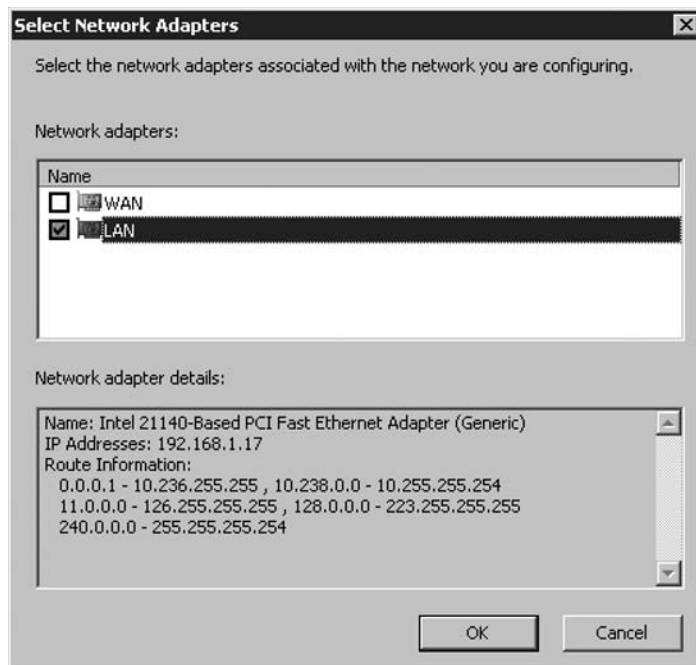 Select Network Adapters
Select the network adapters associated with the network you are configuring.
Network adapters:
Name
WAN
LAN
Network adapter details:
Name: Intel 21140-Based PCI Fast Ethernet Adapter (Generic)
IP Addresses: 192.168.1.17
Route Information:
0.0.0.1 - 10.236.255.255 , 10.238.0.0 - 10.255.255.254
11.0.0.0 - 126.255.255.255 , 128.0.0.0 - 223.255.255.255
240.0.0.0 - 255.255.255.254
OK Cancel